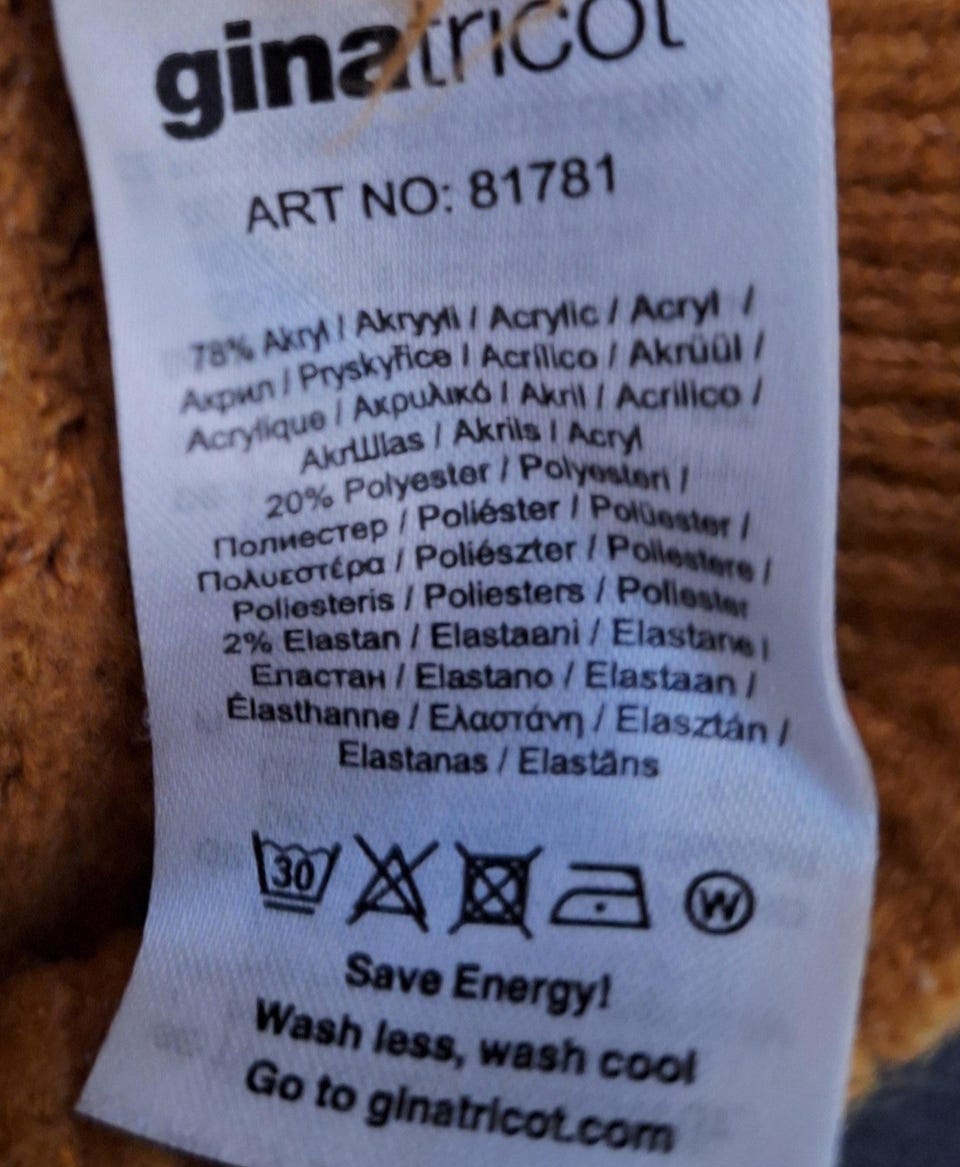 ginatricot
ART NO: 81781
78% Akryl / Akryyli / Acrylic / Acryl /
Акрил / Pryskyřice / Acrílico / Akrüül /
Acrylique / Ακρυλικό / Akril / Acrilico /
AkrШlas / Akrils / Acryl
20% Polyester / Polyesteri /
Полиестер / Poliéster / Polüester /
Πολυεστέρα / Poliészter / Poliestere /
Poliesteris / Poliesters / Poliester
2% Elastan / Elastaani / Elastane /
Еластан / Elastano / Elastaan /
Élasthanne / Ελαστάνη / Elasztán /
Elastanas / Elastāns
30 W
Save Energy!
Wash less, wash cool
Go to ginatricot.com